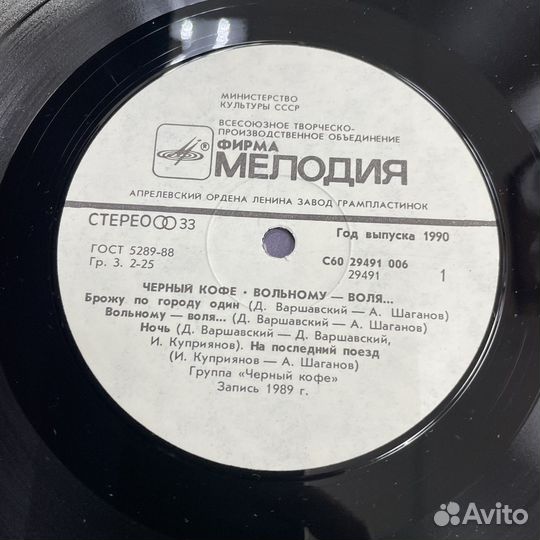 МИНИСТЕРСТВО
КУЛЬТУРЫ СССР
ВСЕСОЮЗНОЕ ТВОРЧЕСКО-
ПРОИЗВОДСТВЕННОЕ ОБЪЕДИНЕНИЕ
® ФИРМА
МЕЛОДИЯ
АПРЕЛЕВСКИЙ ОРДЕНА ЛЕНИНА ЗАВОД ГРАМПЛАСТИНОК
СТЕРЕО 33
Год выпуска 1990
ГОСТ 5289-88
С60 29491 006
Гр. 3. 2-25
29491
1
ЧЕРНЫЙ КОФЕ · ВОЛЬНОМУ — ВОЛЯ...
Брожу по городу один (Д. Варшавский — А. Шаганов)
Вольному — воля... (Д. Варшавский — А. Шаганов)
Ночь (Д. Варшавский — Д. Варшавский,
И. Куприянов). На последний поезд
(И. Куприянов — А. Шаганов)
Группа «Черный кофе»
Запись 1989 г.
Avito